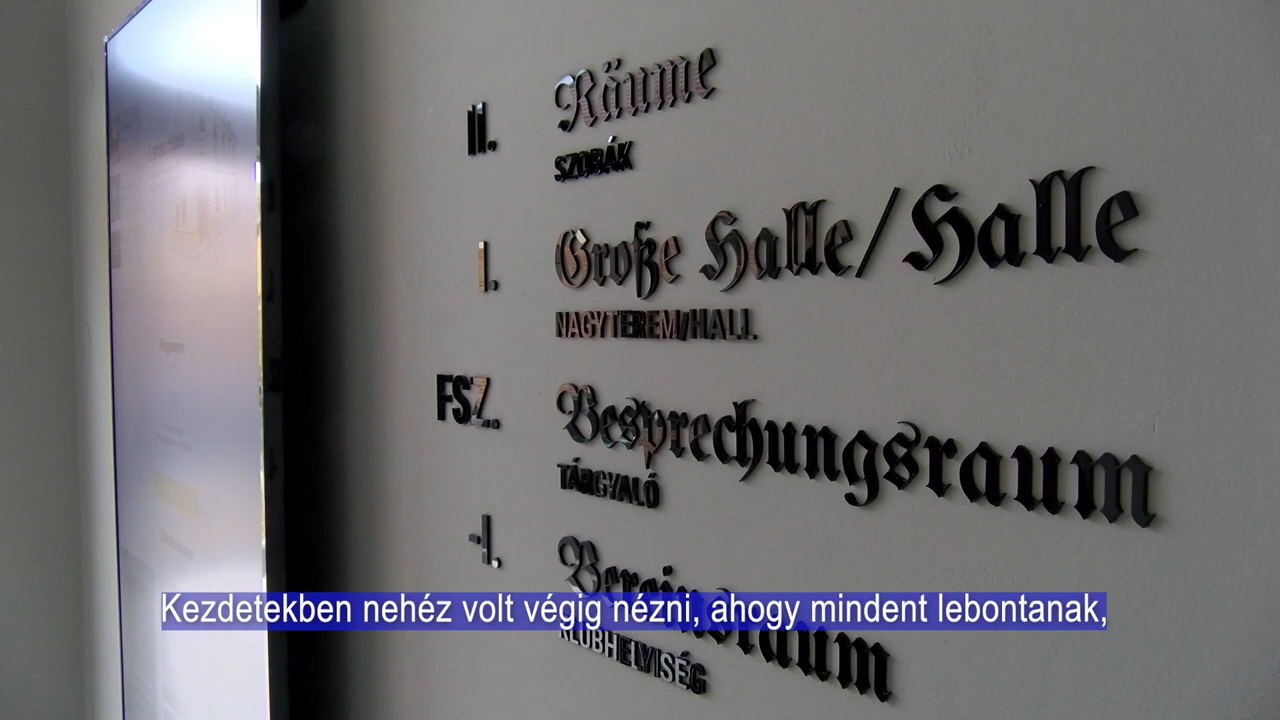 II. Räume
SZOBÁK
I. Große Halle/Halle
NAGYTEREM/HALL
FSZ. Besprechungsraum
TÁRGYALÓ
-I. Vereinsraum
KLUBHELYISÉG
Kezdetekben nehéz volt végig nézni, ahogy mindent lebontanak,